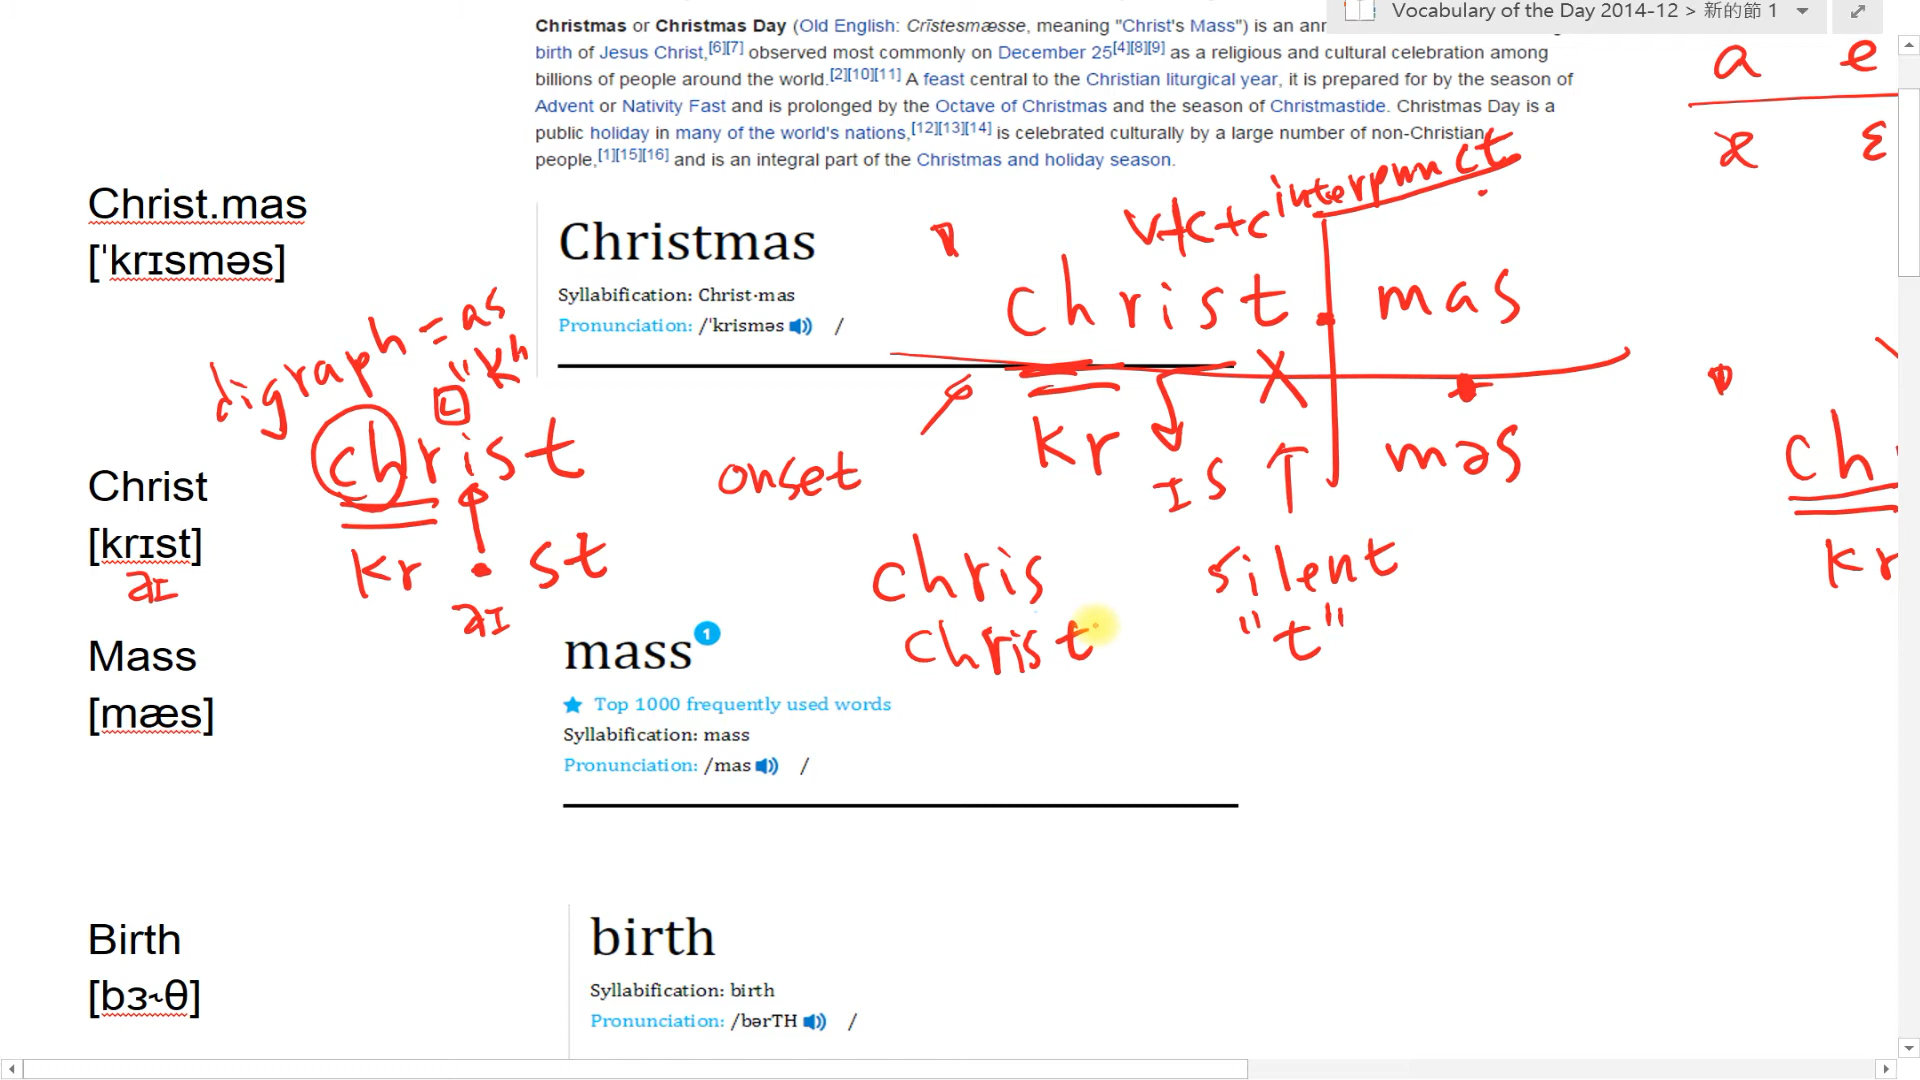 Vocabulary of the Day 2014-12 > 新的節 1
Christmas or Christmas Day (Old English: Crīstesmæsse, meaning "Christ's Mass") is an
birth of Jesus Christ,[6][7] observed most commonly on December 25[4][8][9] as a religious and cultural celebration among
billions of people around the world.[2][10][11] A feast central to the Christian liturgical year, it is prepared for by the season of
Advent or Nativity Fast and is prolonged by the Octave of Christmas and the season of Christmastide. Christmas Day is a
public holiday in many of the world's nations,[12][13][14] is celebrated culturally by a large number of non-Christian
people,[1][15][16] and is an integral part of the Christmas and holiday season.
a e
æ ɛ
interpunct
v+c+c
Christ.mas
[ˈkrɪsməs]
Christmas
Syllabification: Christ·mas
Pronunciation: /ˈkrisməs /
christ . mas
kr ɪs məs
digraph = as
"kh
christ
kr st
aɪ
onset
Christ
[krɪst]
aɪ
ch
kr
chris
christ
silent
"t"
Mass
[mæs]
mass 1
Top 1000 frequently used words
Syllabification: mass
Pronunciation: /mas /
Birth
[bɝθ]
birth
Syllabification: birth
Pronunciation: /bərTH /